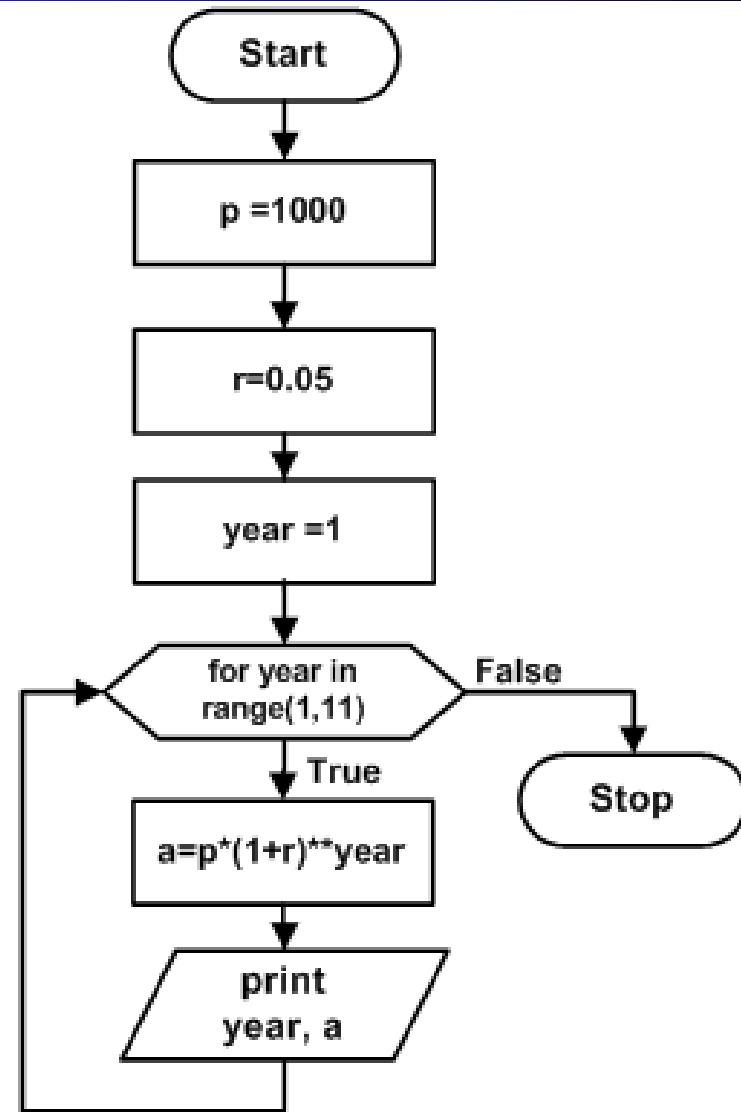 Start
p =1000
r=0.05
year =1
for year in
range(1,11)
False
True
Stop
a=p*(1+r)**year
print
year, a